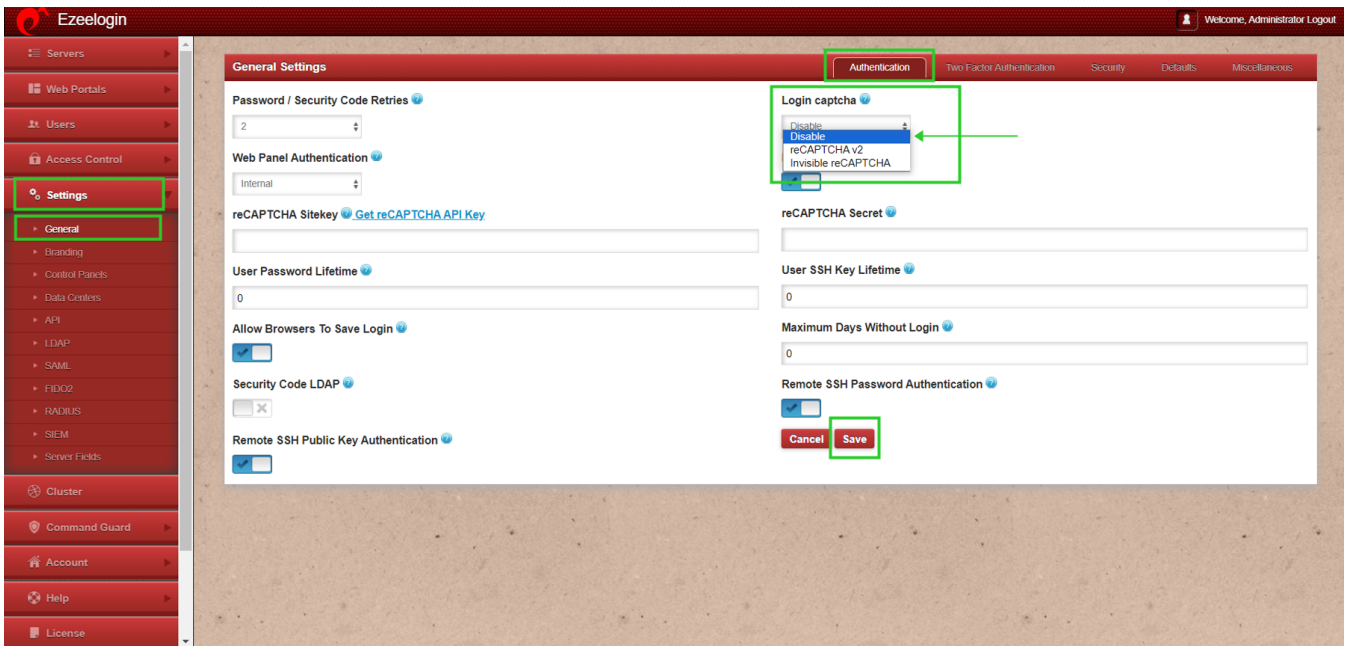 Ezeelogin
Welcome, Administrator Logout
Servers
Web Portals
Users
Access Control
Settings
General
Branding
Control Panels
Data Centers
API
LDAP
SAML
FIDO2
RADIUS
SIEM
Server Fields
Cluster
Command Guard
Account
Help
License
General Settings
Authentication
Two Factor Authentication
Security
Defaults
Miscellaneous
Password / Security Code Retries
2
Login captcha
Disable
Disable
reCAPTCHA v2
Invisible reCAPTCHA
Web Panel Authentication
Internal
reCAPTCHA Sitekey Get reCAPTCHA API Key
reCAPTCHA Secret
User Password Lifetime
0
User SSH Key Lifetime
0
Allow Browsers To Save Login
Maximum Days Without Login
0
Security Code LDAP
Remote SSH Password Authentication
Remote SSH Public Key Authentication
Cancel
Save